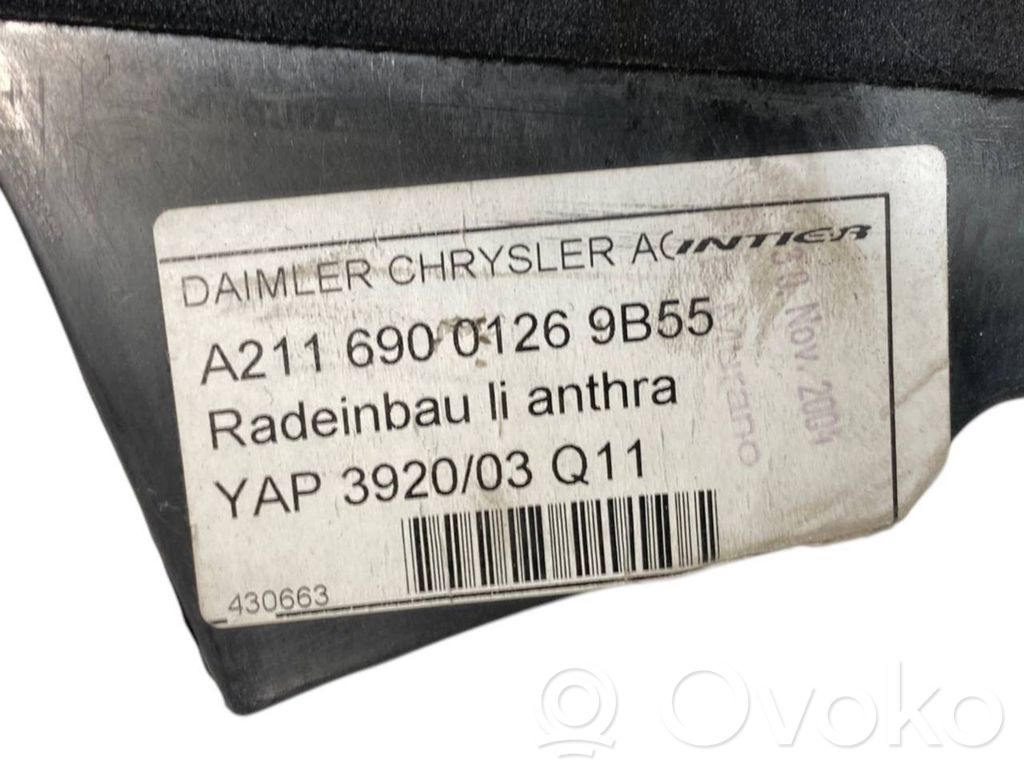 DAIMLER CHRYSLER AG INTIER
A211 690 0126 9B55
Radeinbau li anthra
YAP 3920/03 Q11
430663
30. Nov. 2004
Ovoko